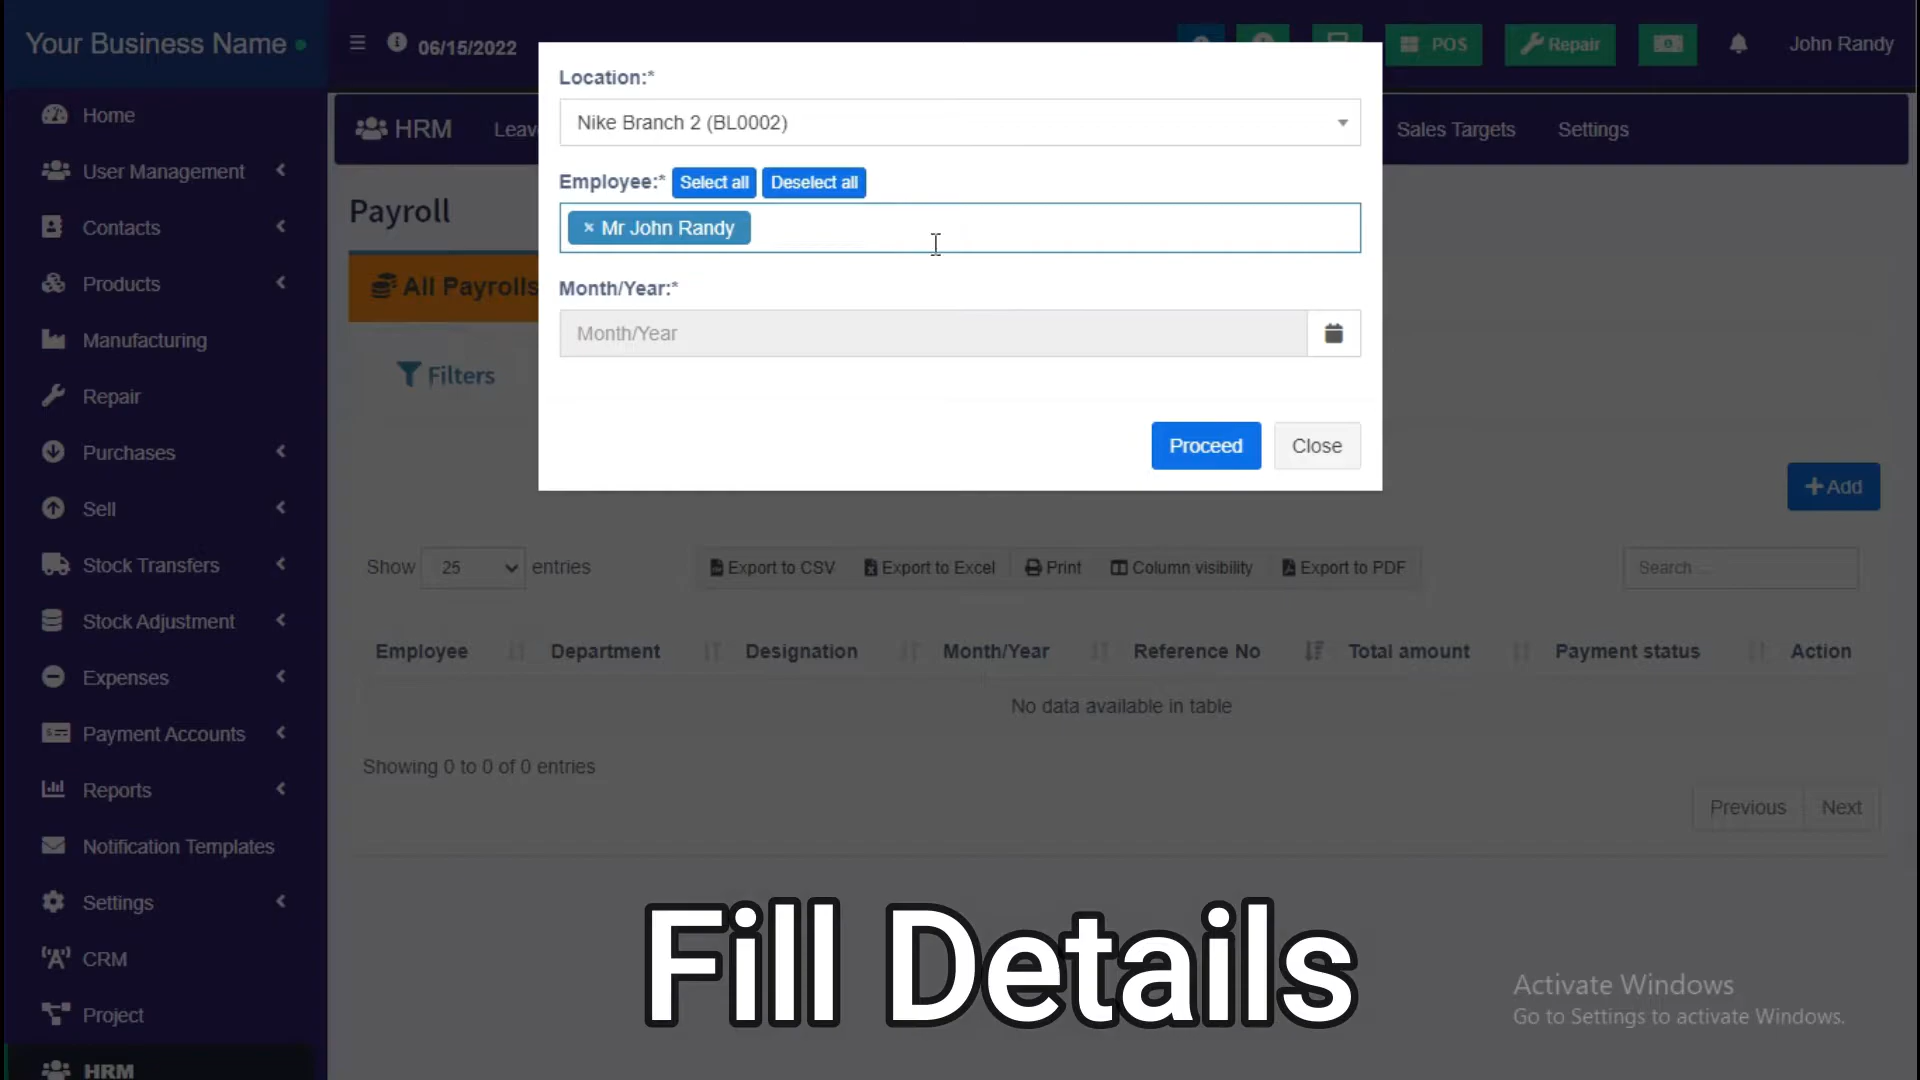 Your Business Name
06/15/2022
POS
Repair
John Randy
Home
User Management
Contacts
Products
Manufacturing
Repair
Purchases
Sell
Stock Transfers
Stock Adjustment
Expenses
Payment Accounts
Reports
Notification Templates
Settings
CRM
Project
HRM
HRM
Leav
Sales Targets
Settings
Payroll
All Payrolls
Filters
Location:*
Nike Branch 2 (BL0002)
Employee:* Select all Deselect all
× Mr John Randy
Month/Year:*
Month/Year
Proceed Close
Add
Show 25 entries
Export to CSV Export to Excel Print Column visibility Export to PDF
Search ...
Employee Department Designation Month/Year Reference No Total amount Payment status Action
No data available in table
Showing 0 to 0 of 0 entries
Previous Next
Fill Details
Activate Windows
Go to Settings to activate Windows.